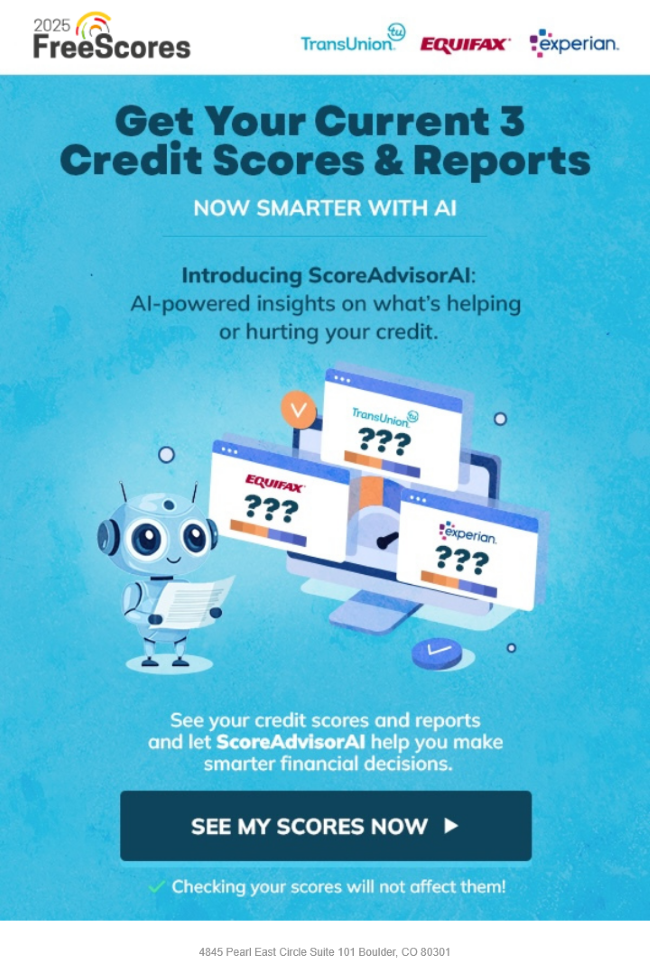 2025
FreeScores
TransUnion tu
EQUIFAX
experian.
Get Your Current 3
Credit Scores & Reports
NOW SMARTER WITH AI
Introducing ScoreAdvisorAI:
AI-powered insights on what's helping
or hurting your credit.
TransUnion tu
???
EQUIFAX
???
experian.
???
See your credit scores and reports
and let ScoreAdvisorAI help you make
smarter financial decisions.
SEE MY SCORES NOW
Checking your scores will not affect them!
4845 Pearl East Circle Suite 101 Boulder, CO 80301